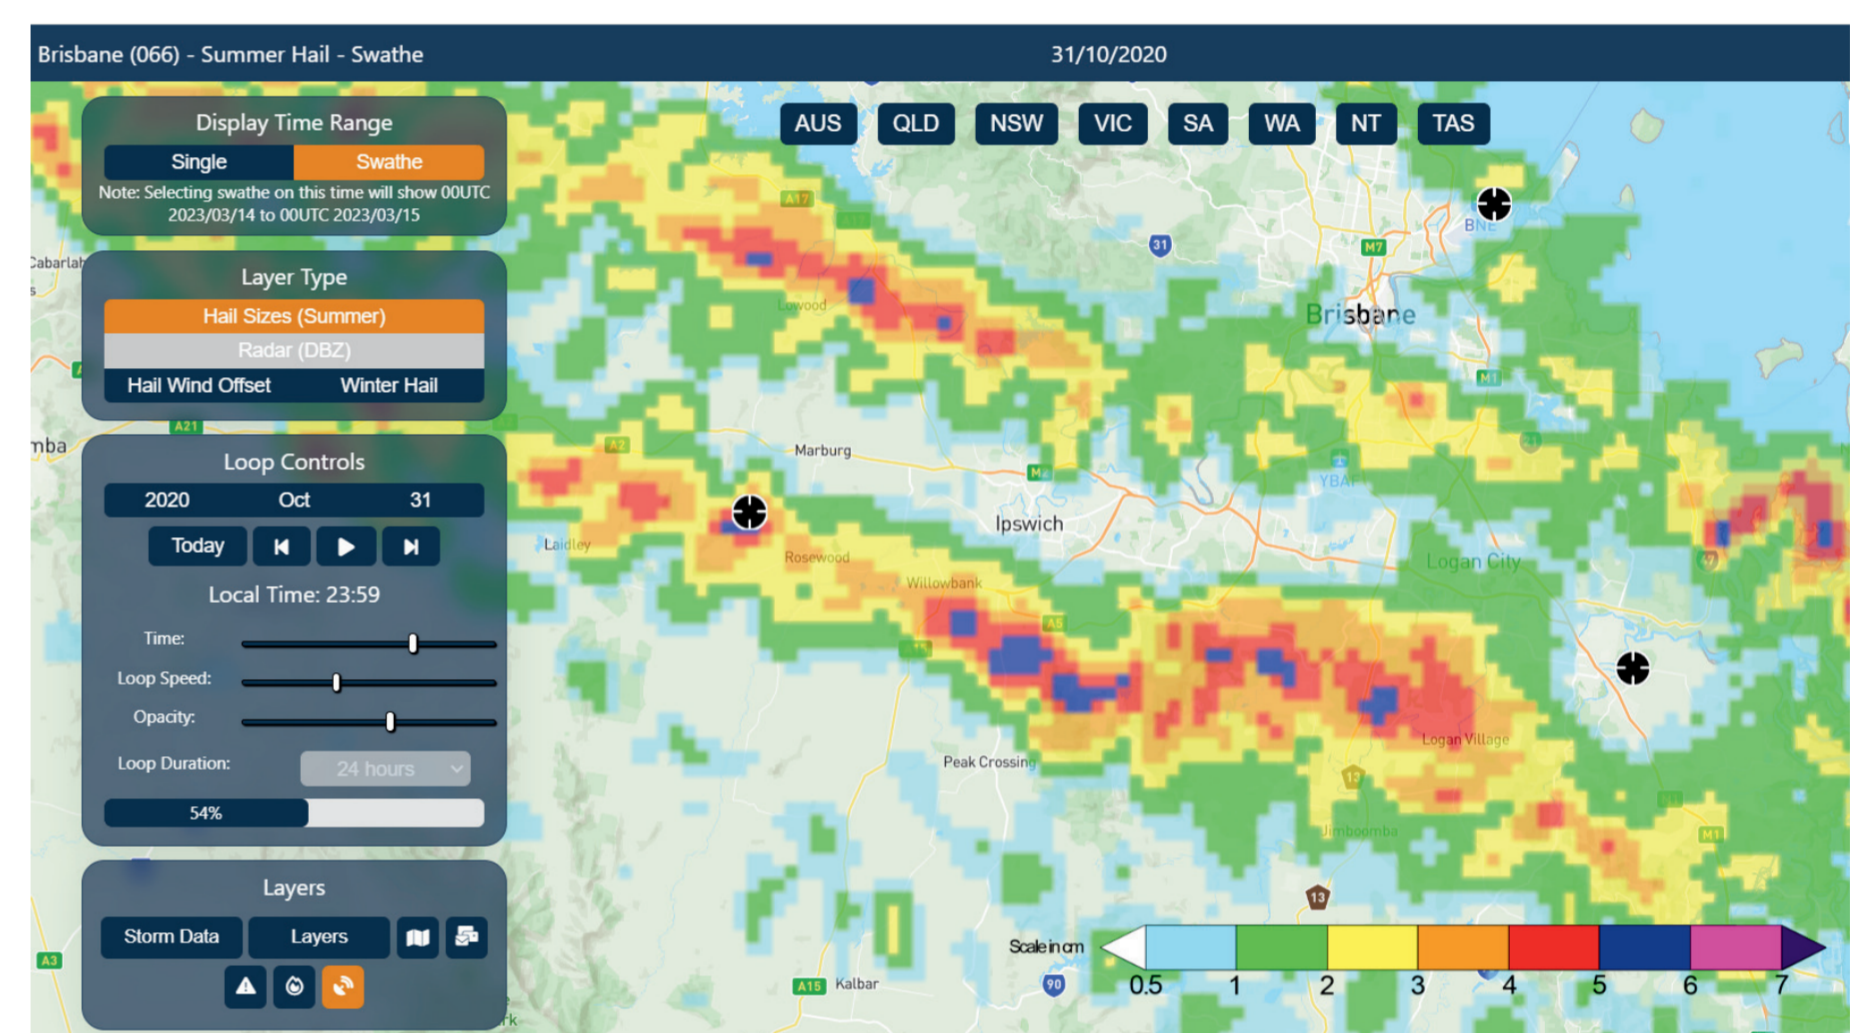 Brisbane (066) - Summer Hail - Swathe
31/10/2020
Display Time Range
Single
Swathe
Note: Selecting swathe on this time will show 00UTC
2023/03/14 to 00UTC 2023/03/15
Layer Type
Hail Sizes (Summer)
Radar (DBZ)
Hail Wind Offset
Winter Hail
Loop Controls
2020
Oct
31
Today
Local Time: 23:59
Time:
Loop Speed:
Opacity:
Loop Duration:
24 hours
54%
Layers
Storm Data
Layers
AUS
QLD
NSW
VIC
SA
WA
NT
TAS
A17
31
BNE
M7
Lowood
Brisbane
M1
A21
A2
Marburg
M2
YBAF
Ipswich
Laidley
Rosewood
Logan City
Willowbank
A5
A15
Logan Village
Peak Crossing
13
Jimboomba
M1
13
A3
A15
Kalbar
90
Scale in cm
0.5
1
2
3
4
5
6
7